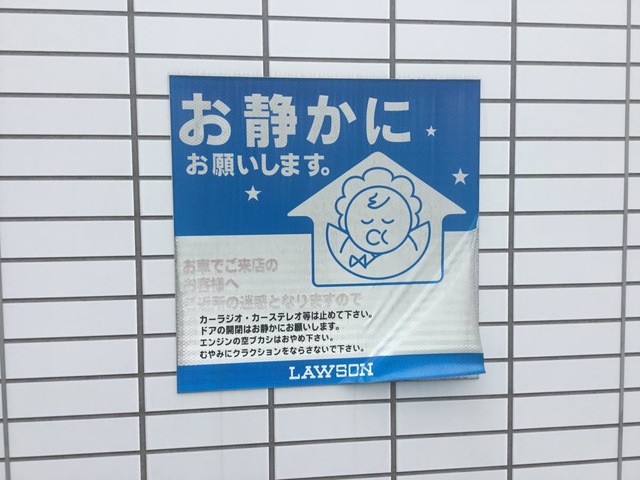 お静かに
お願いします。
お車でご来店の
お客様へ
ご近所の迷惑となりますので
カーラジオ・カーステレオ等は止めて下さい。
ドアの開閉はお静かにお願いします。
エンジンの空ブカシはおやめ下さい。
むやみにクラクションをならさないで下さい。
LAWSON